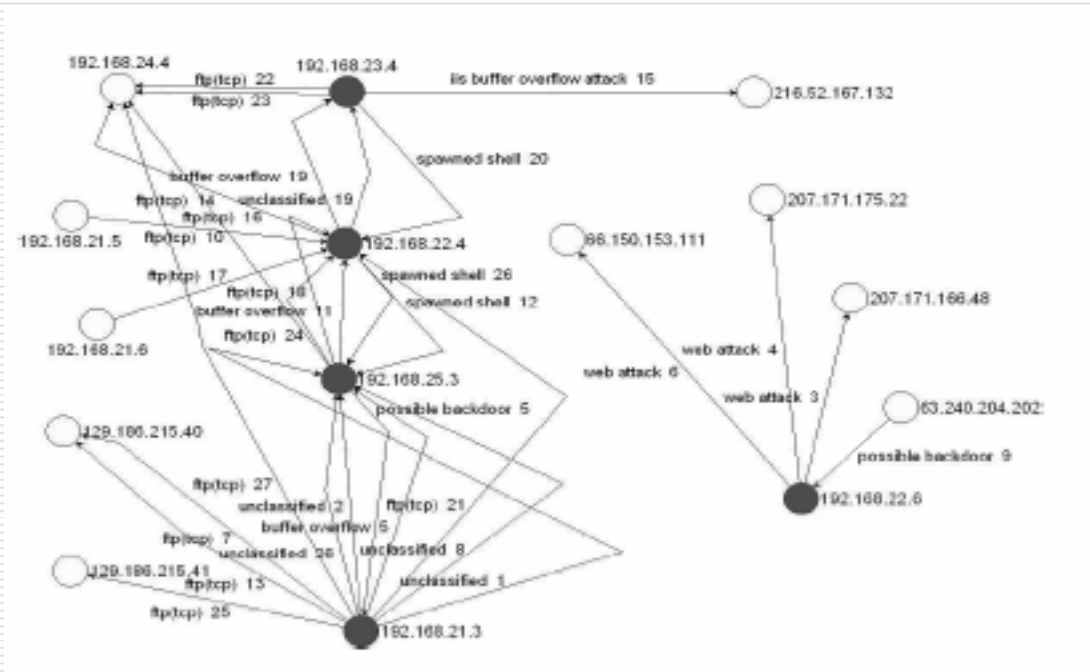 192.168.24.4
192.168.23.4
ftp(tcp) 22
iis buffer overflow attack 15
216.52.167.132
ftp(tcp) 23
spawned shell 20
buffer overflow 19
207.171.175.22
ftp(tcp) 14
unclassified 19
ftp(tcp) 16
192.168.21.5
ftp(tcp) 10
192.168.22.4
66.150.153.111
ftp(tcp) 17
spawned shell 26
ftp(tcp) 18
spawned shell 12
207.171.166.48
buffer overflow 11
ftp(tcp) 24
192.168.21.6
web attack 4
web attack 6
192.168.25.3
web attack 3
possible backdoor 5
63.240.204.202:
129.186.215.40
possible backdoor 9
ftp(tcp) 27
192.168.22.6
unclassified 2
ftp(tcp) 21
buffer overflow 5
ftp(tcp) 7
unclassified 26
unclassified 8
129.186.215.41
ftp(tcp) 13
unclassified 1
ftp(tcp) 25
192.168.21.3